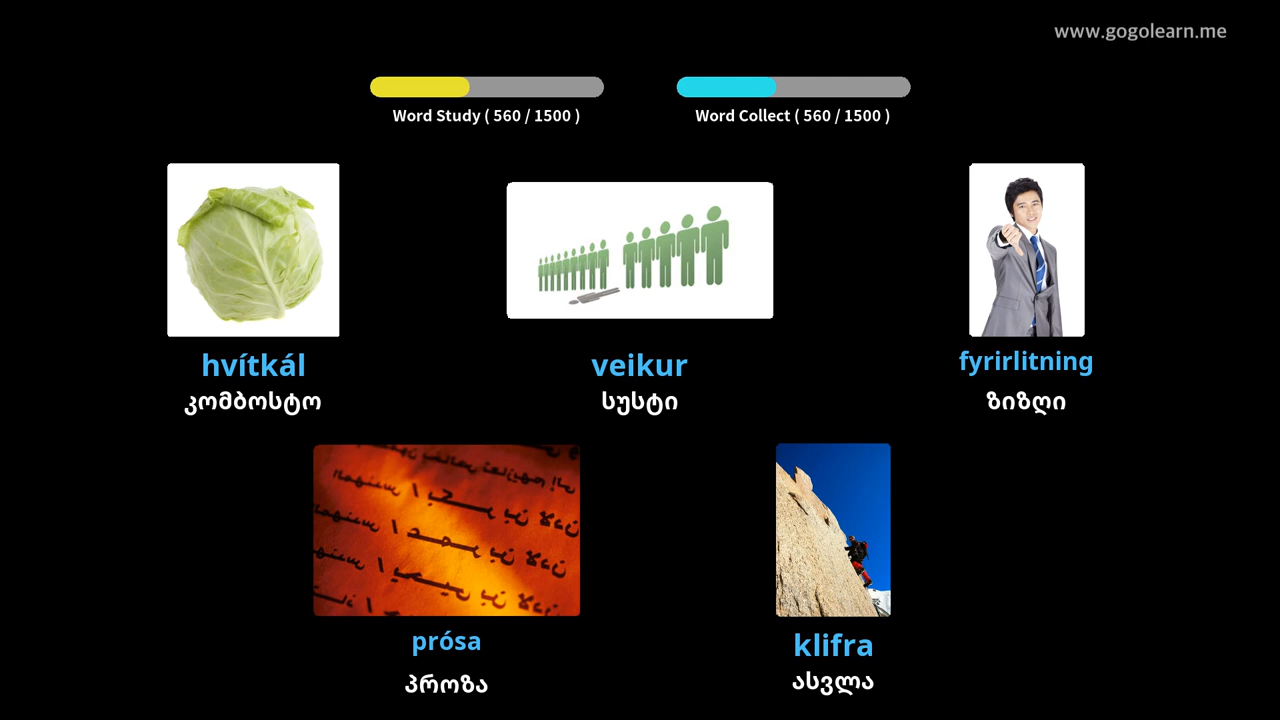 www.gogolearn.me
Word Study ( 560 / 1500 )
Word Collect ( 560 / 1500 )
hvítkál
კომბოსტო
veikur
სუსტი
fyrirlitning
ზიზღი
prósa
პროზა
klifra
ასვლა